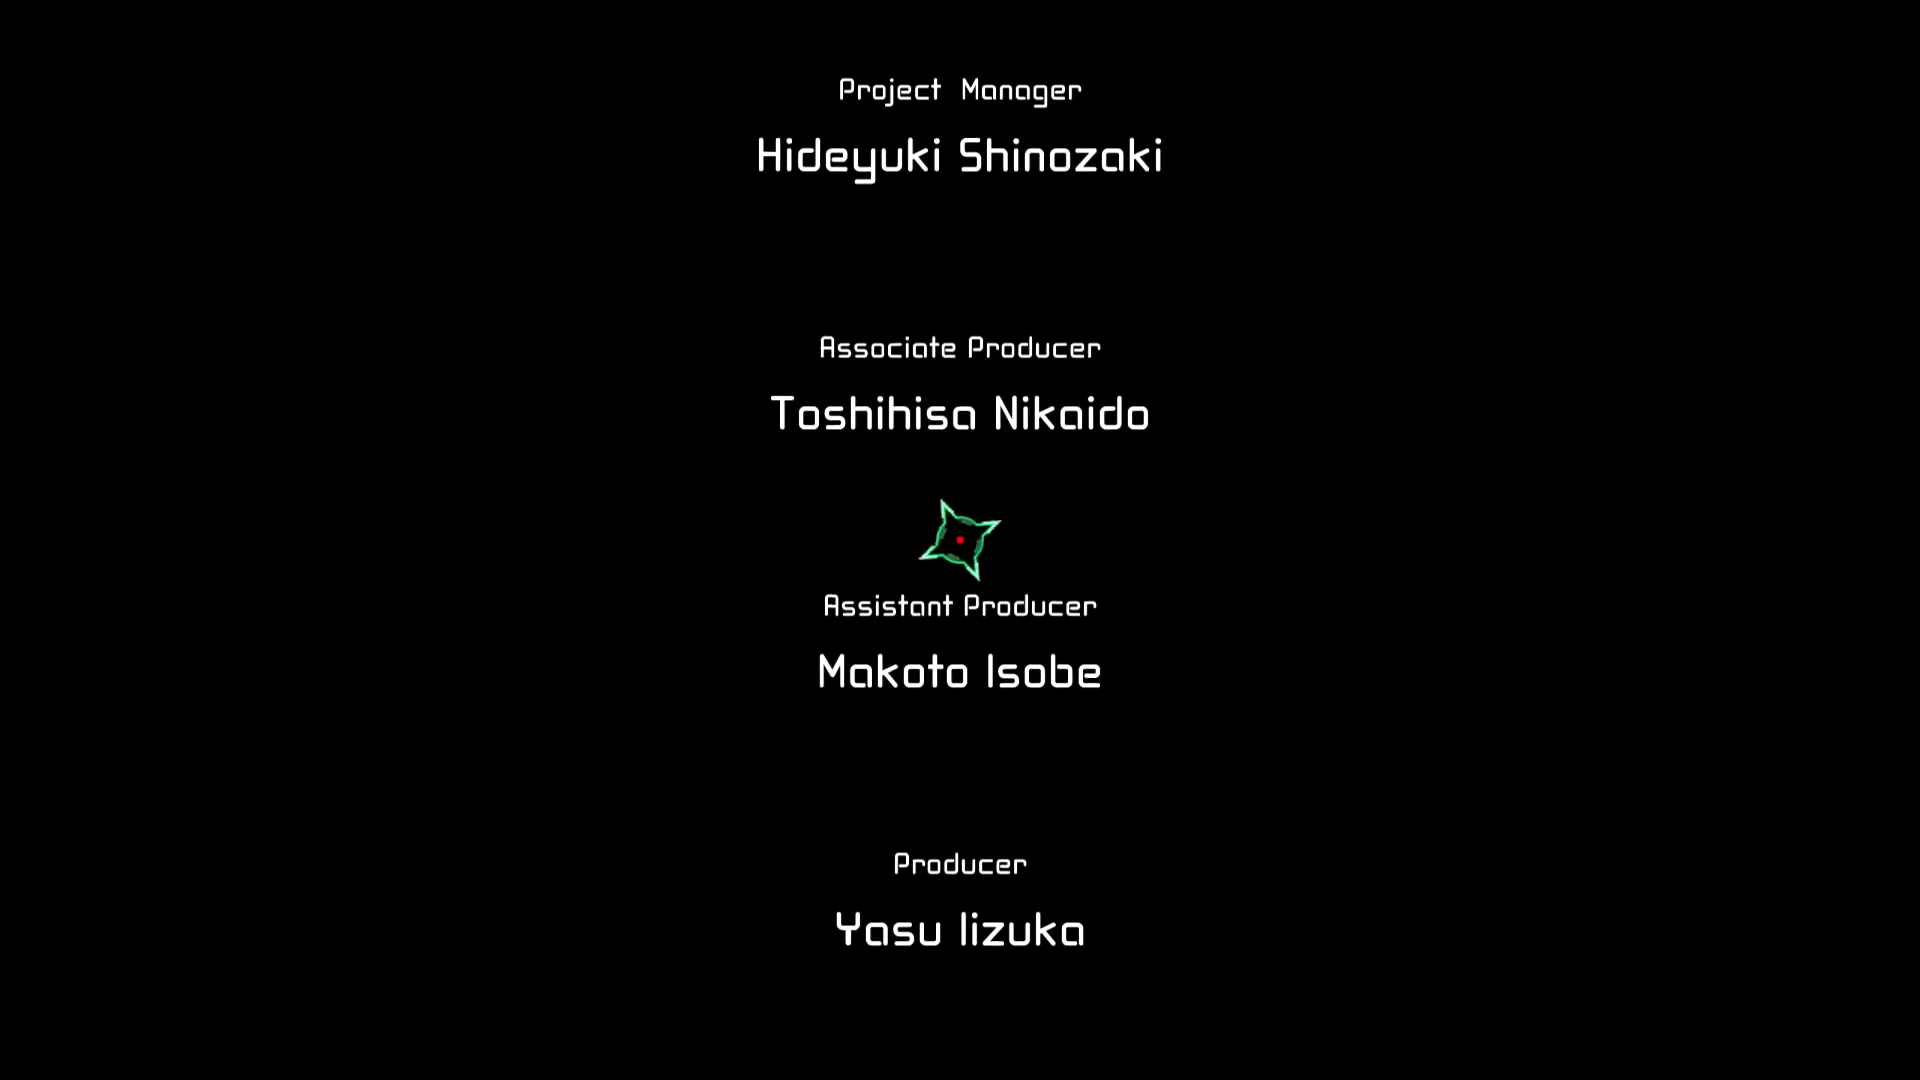 Project Manager
Hideyuki Shinozaki
Associate Producer
Toshihisa Nikaido
Assistant Producer
Makoto Isobe
Producer
Yasu Iizuka